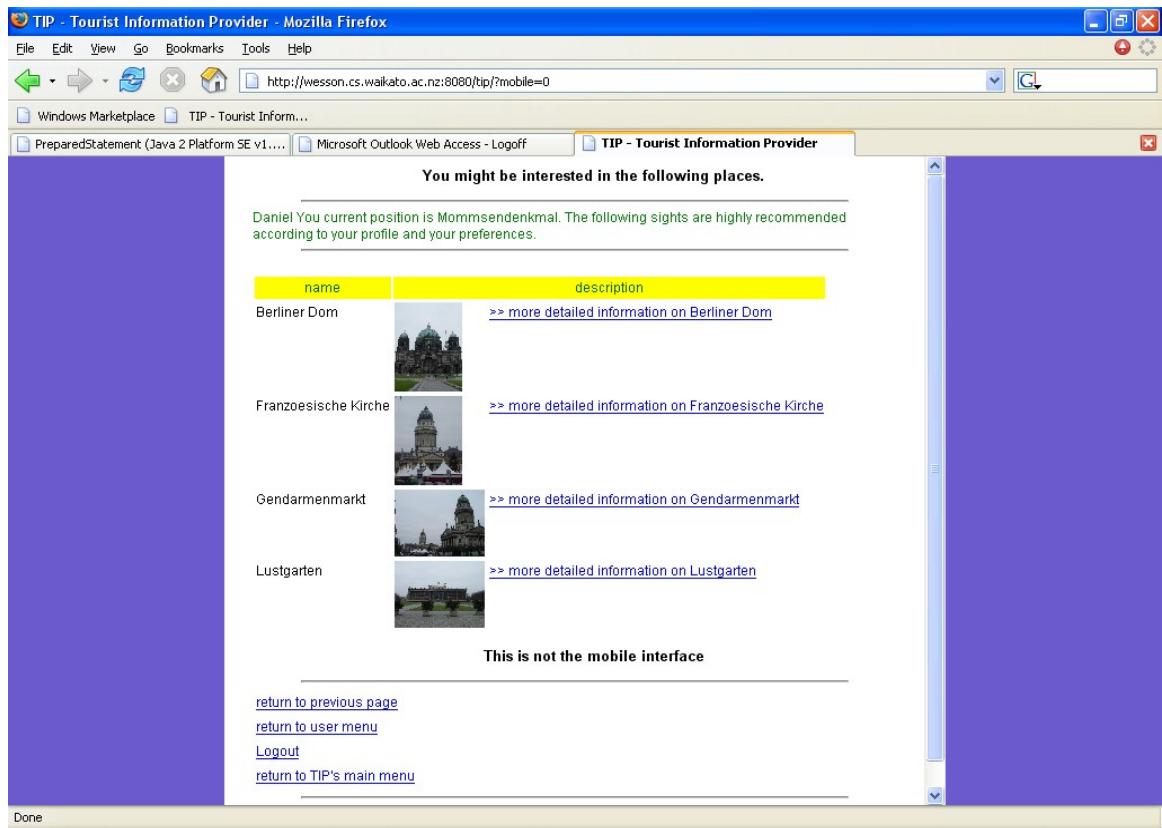 TIP - Tourist Information Provider - Mozilla Firefox
File Edit View Go Bookmarks Tools Help
http://wesson.cs.waikato.ac.nz:8080/tip/?mobile=0
G
Windows Marketplace TIP - Tourist Inform...
PreparedStatement (Java 2 Platform SE v1.... Microsoft Outlook Web Access - Logoff TIP - Tourist Information Provider
You might be interested in the following places.
Daniel You current position is Mommsendenkmal. The following sights are highly recommended
according to your profile and your preferences.
name description
Berliner Dom >> more detailed information on Berliner Dom
Franzoesische Kirche >> more detailed information on Franzoesische Kirche
Gendarmenmarkt >> more detailed information on Gendarmenmarkt
Lustgarten >> more detailed information on Lustgarten
This is not the mobile interface
return to previous page
return to user menu
Logout
return to TIP's main menu
Done